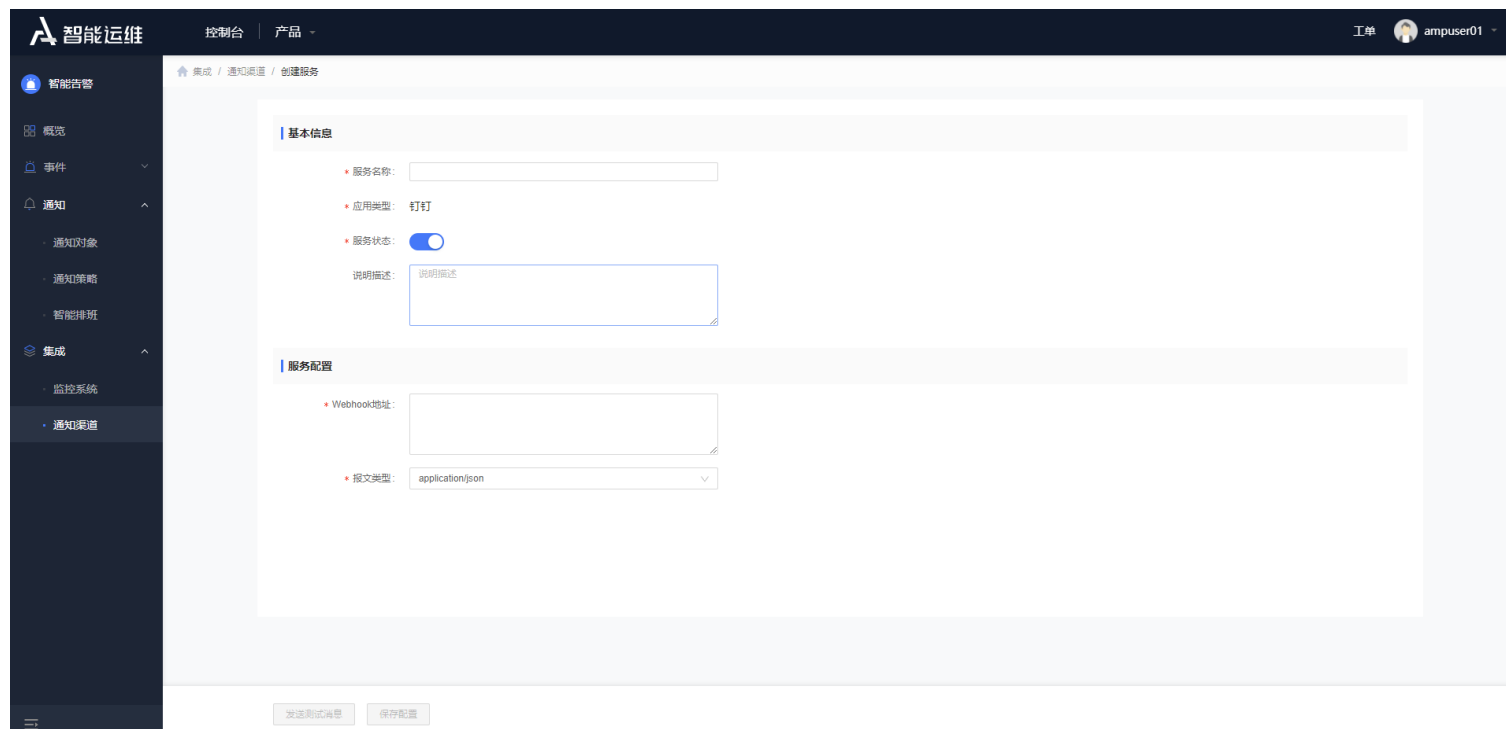 智能运维
控制台 产品
工单 ampuser01
智能告警
集成 / 通知渠道 / 创建服务
概览
事件
通知
通知对象
通知策略
智能排班
集成
监控系统
通知渠道
基本信息
* 服务名称:
* 应用类型: 钉钉
* 服务状态:
说明描述: 说明描述
服务配置
* Webhook地址:
* 报文类型: application/json
发送测试消息 保存配置